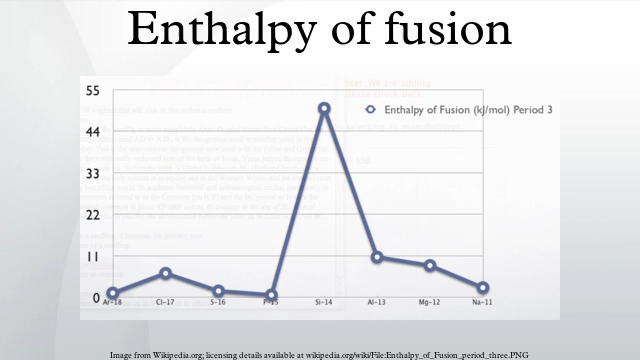 Enthalpy of fusion
55
Enthalpy of Fusion (kJ/mol) Period 3
44
33
22
11
0
Ar-18 Cl-17 S-16 P-15 Si-14 Al-13 Mg-12 Na-11
Image from Wikipedia.org; licensing details available at wikipedia.org/wiki/File:Enthalpy_of_Fusion_period_three.PNG